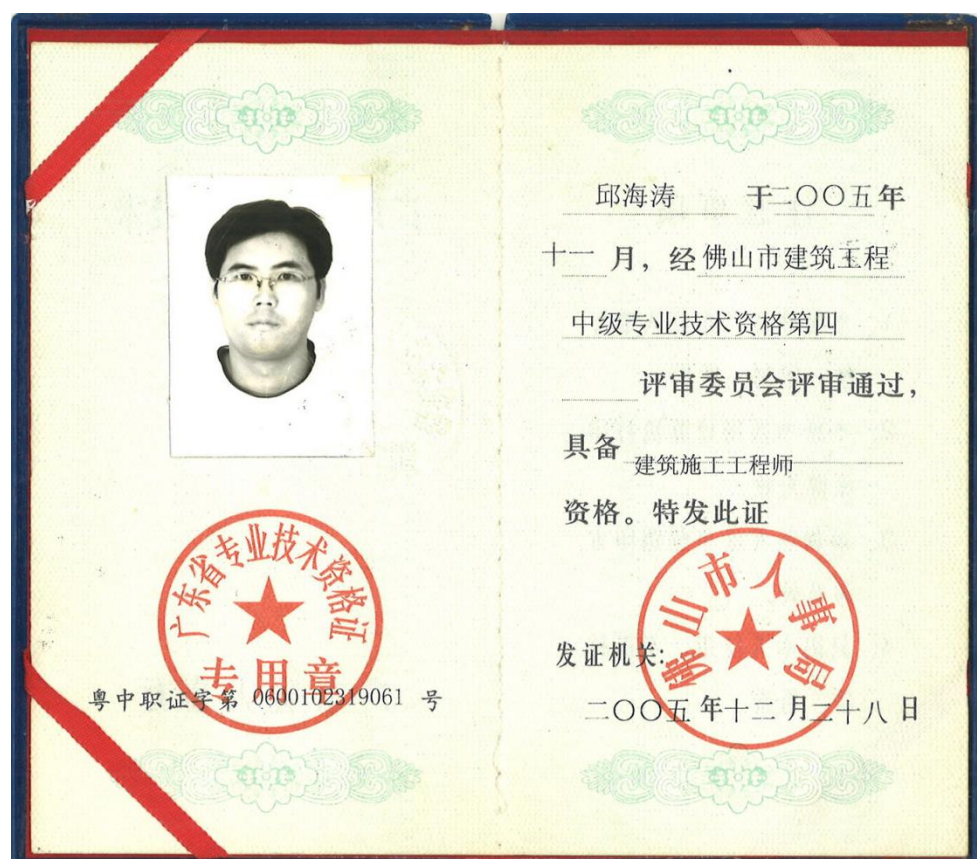 广东省专业技术资格证
专用章
粤中职证字第 0600102319061 号
邱海涛 于二〇〇五年
十一月，经佛山市建筑工程
中级专业技术资格第四
评审委员会评审通过，
具备 建筑施工工程师
资格。特发此证
佛山市人事局
发证机关:
二〇〇五年十二月二十八日